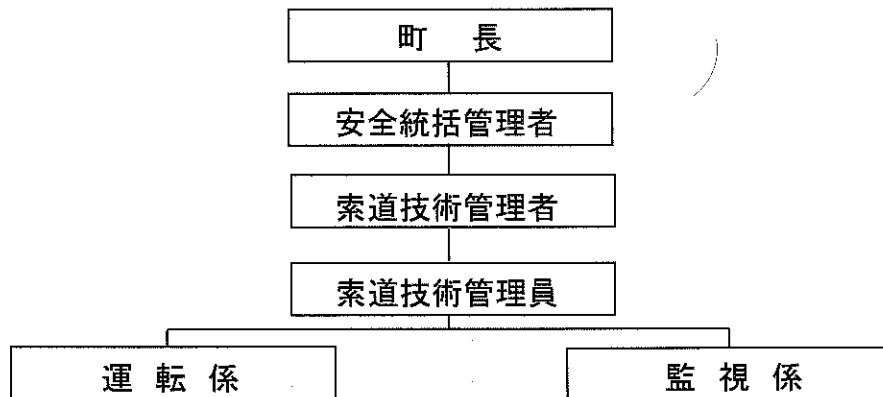 町 長
安全統括管理者
索道技術管理者
索道技術管理員
運 転 係
監 視 係